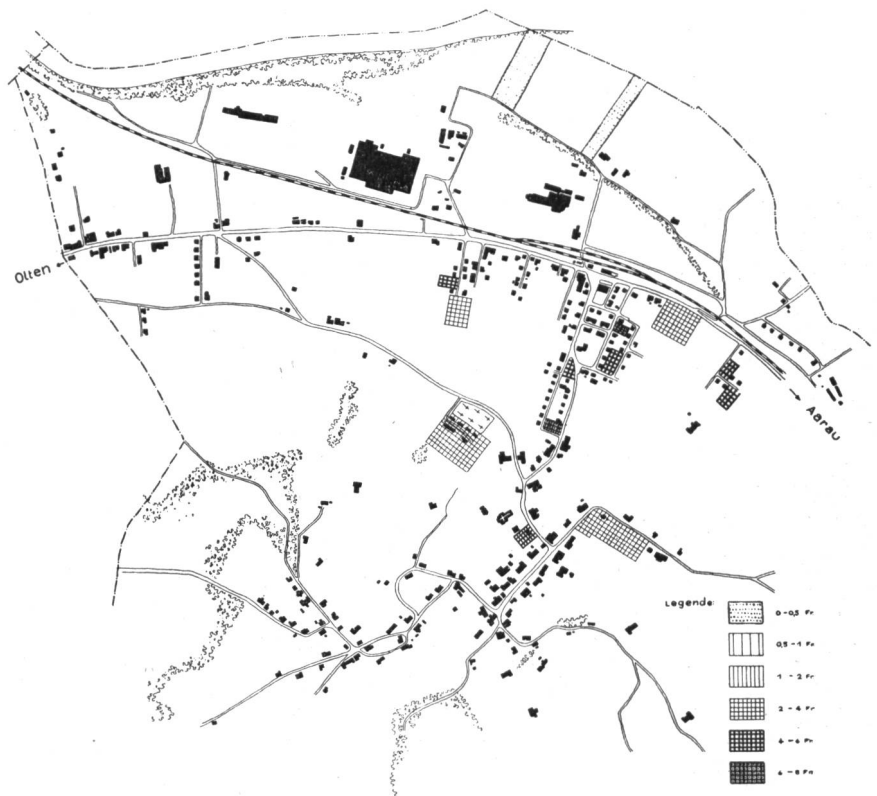 Olten
Aarau
Legende:
0-0,5 Fr.
0,5-1 Fr
1-2 Fr
2-4 Fr
4-6 Fr
6-8 Fr